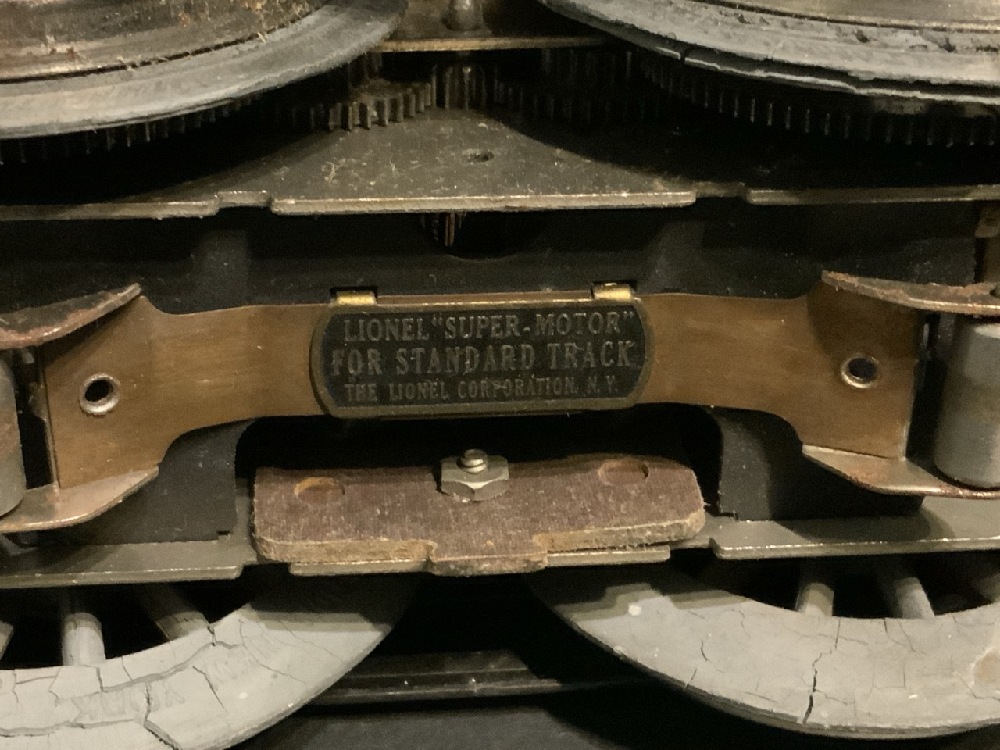 LIONEL "SUPER-MOTOR"
FOR STANDARD TRACK
THE LIONEL CORPORATION, N.Y.